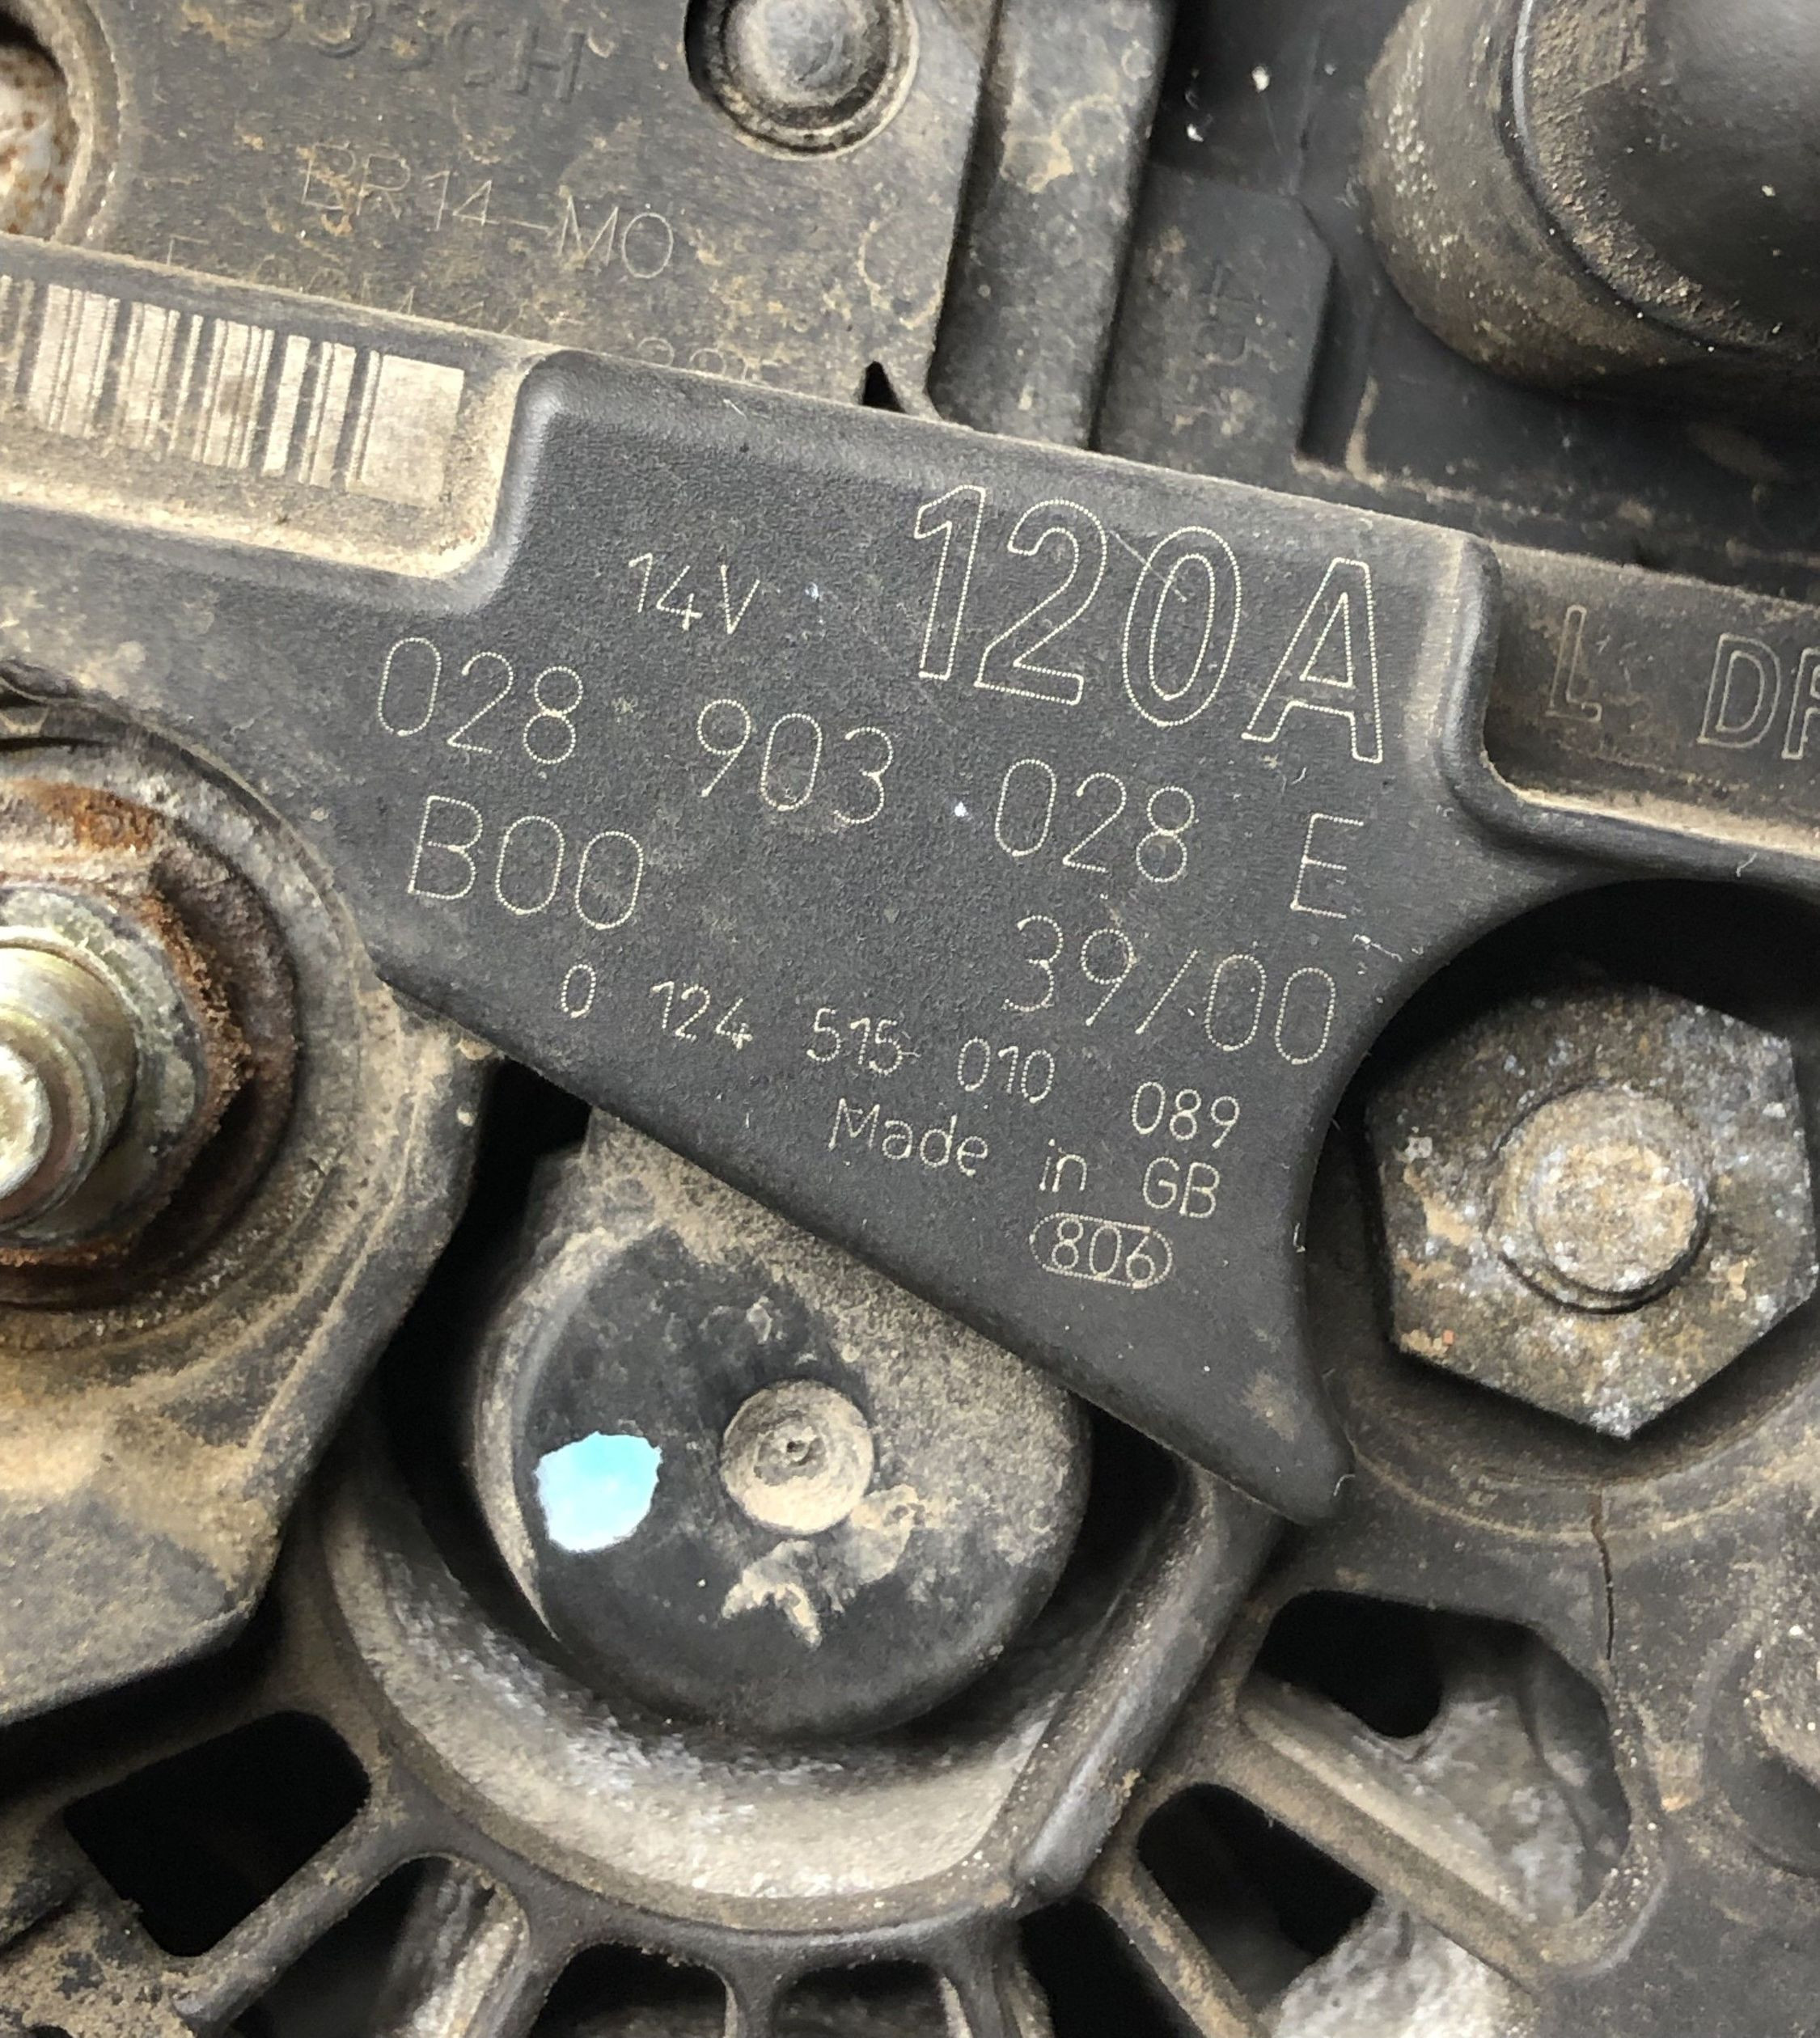 BOSCH
BR14-M0
14V 120A
L DF
028 903 028 E
B00 39/00
0 124 515 010 089
Made in GB
806